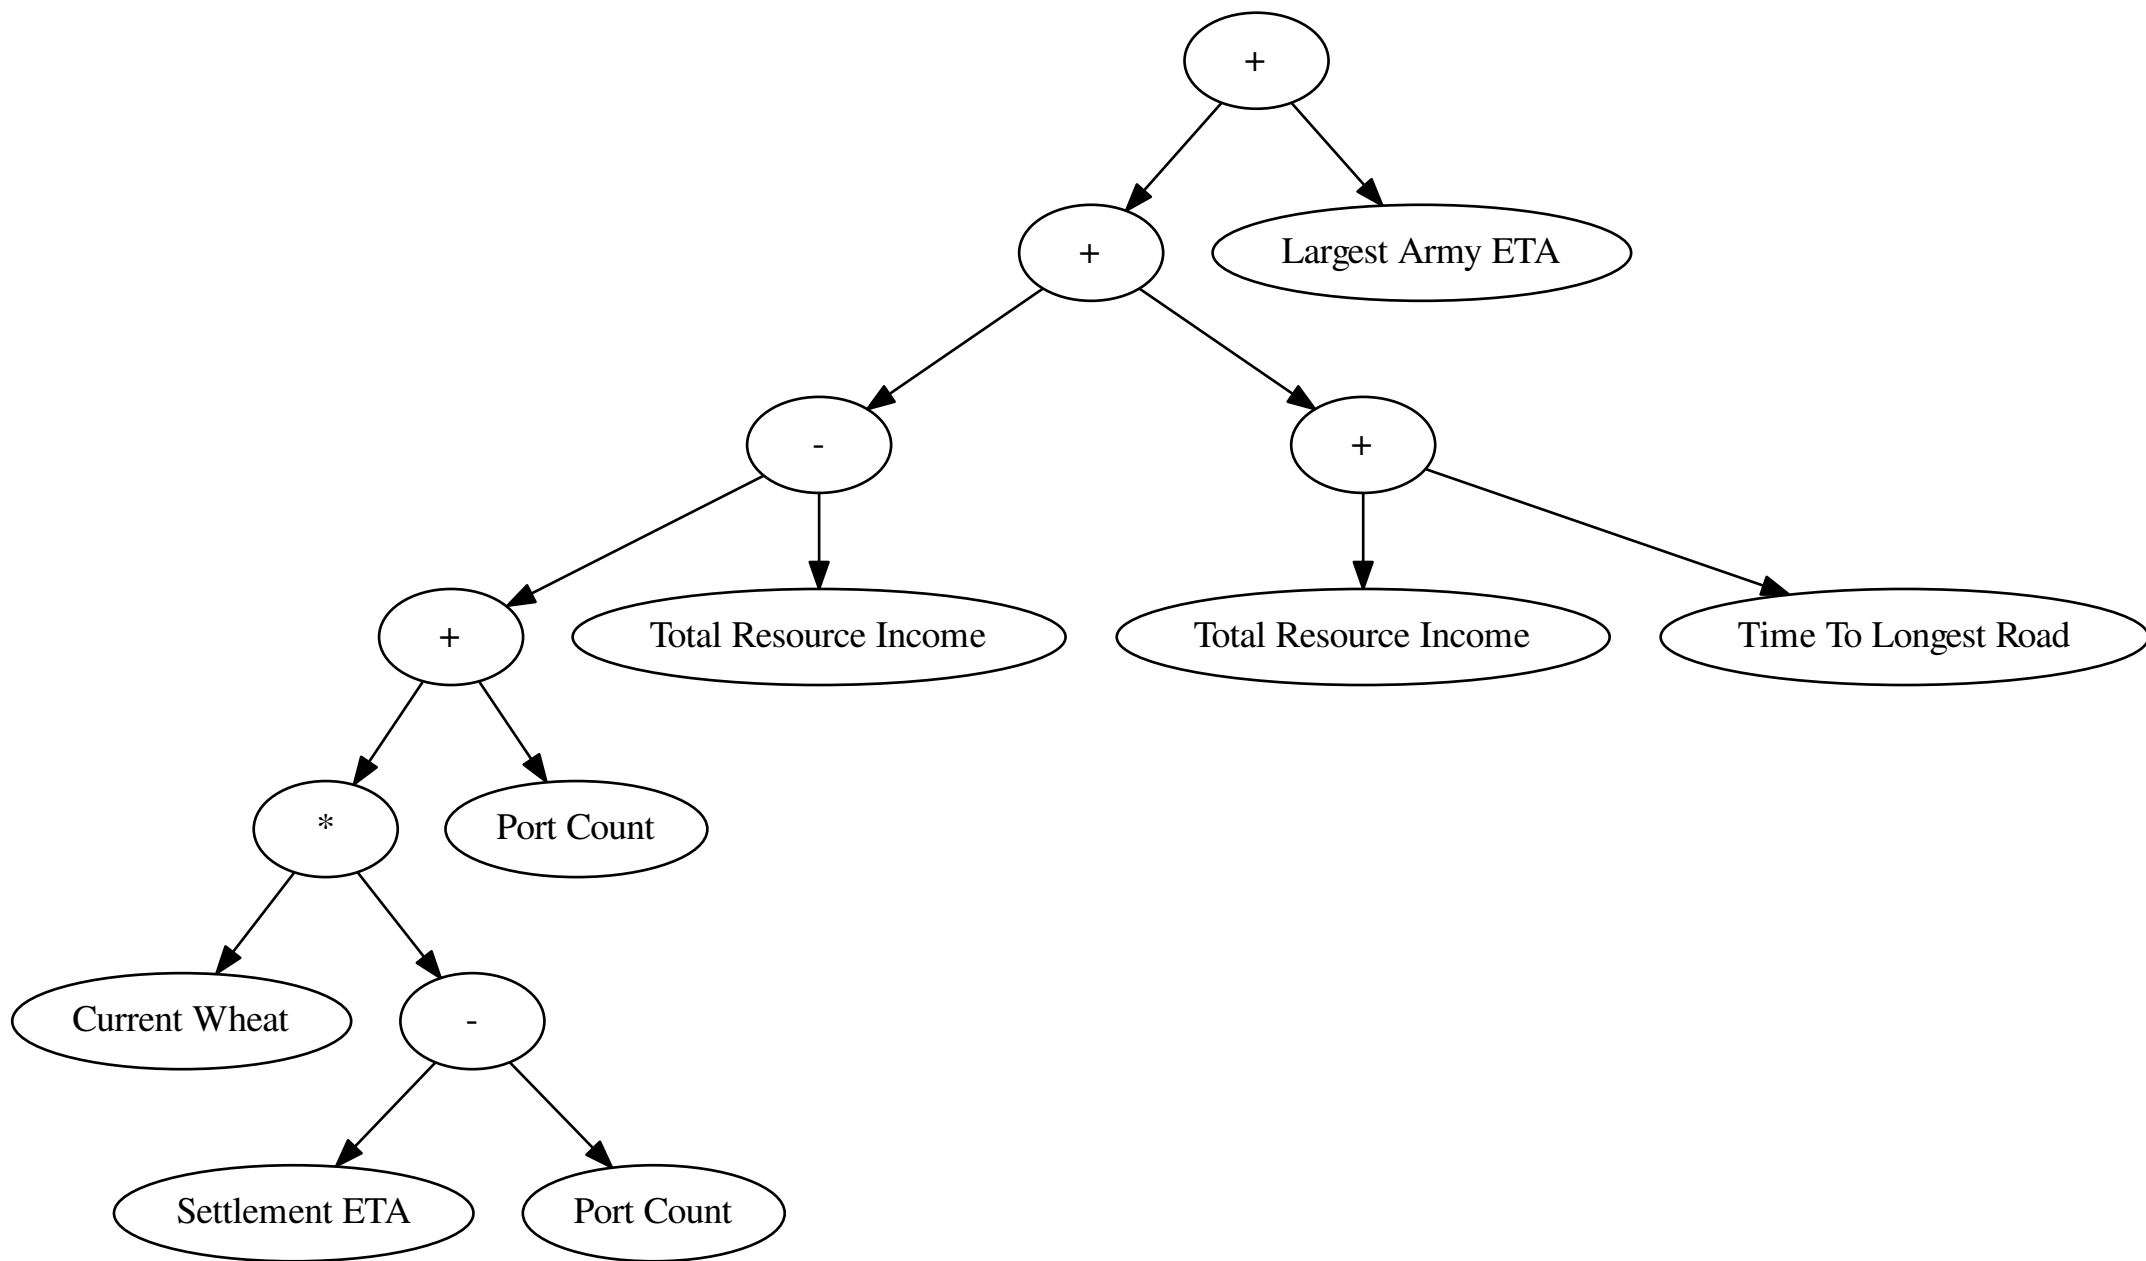 +
+
Largest Army ETA
-
+
+
Total Resource Income
Total Resource Income
Time To Longest Road
*
Port Count
Current Wheat
-
Settlement ETA
Port Count